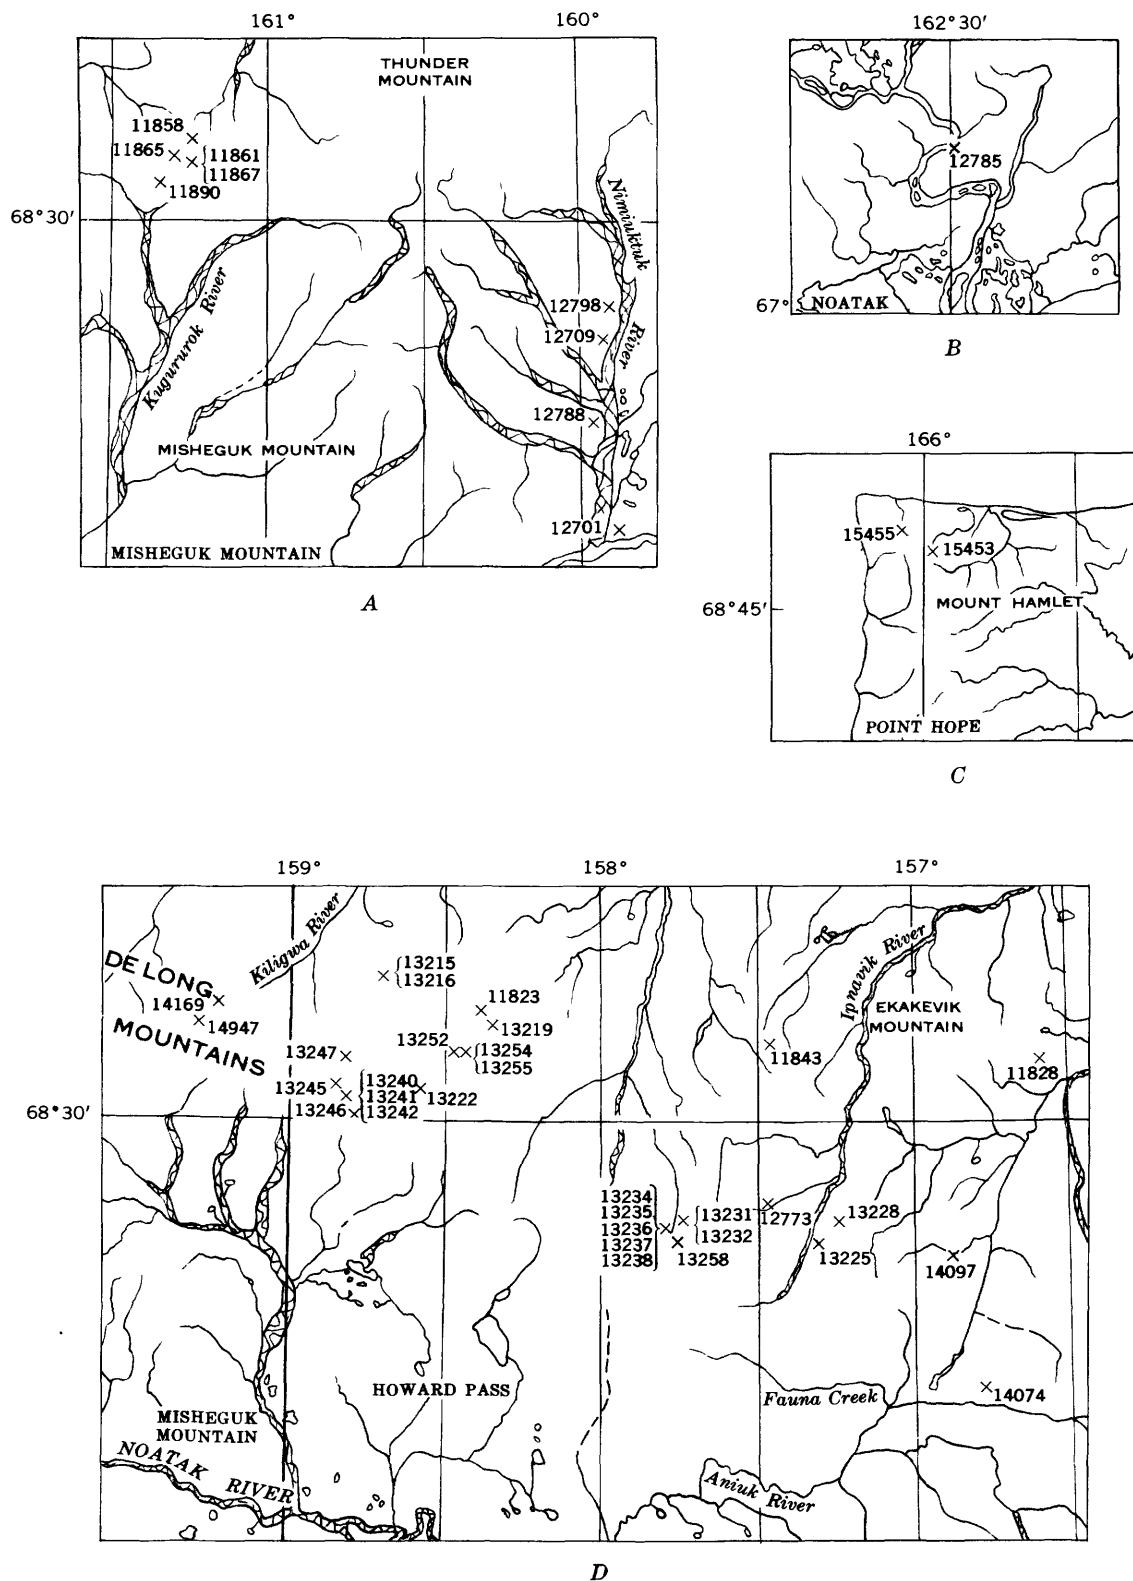 161°
160°
THUNDER
MOUNTAIN
11858
11865
11861
11867
11890
68°30′
Nimiuktuk
River
Kugururok River
12798
12709
12788
MISHEGUK MOUNTAIN
12701
MISHEGUK MOUNTAIN
A
162°30′
12785
67°
NOATAK
B
166°
15455
15453
MOUNT HAMLET
68°45′
POINT HOPE
C
159°
158°
157°
Kiligwa River
DE LONG
MOUNTAINS
14169
14947
13215
13216
11823
13219
13252
13254
13255
13247
13245
13240
13241
13242
13246
13222
68°30′
Ipnavik River
EKAKEVIK
MOUNTAIN
11843
11828
13234
13235
13236
13237
13238
13231
13232
13258
12773
13228
13225
14097
HOWARD PASS
Fauna Creek
14074
MISHEGUK
MOUNTAIN
NOATAK RIVER
Aniuk River
D